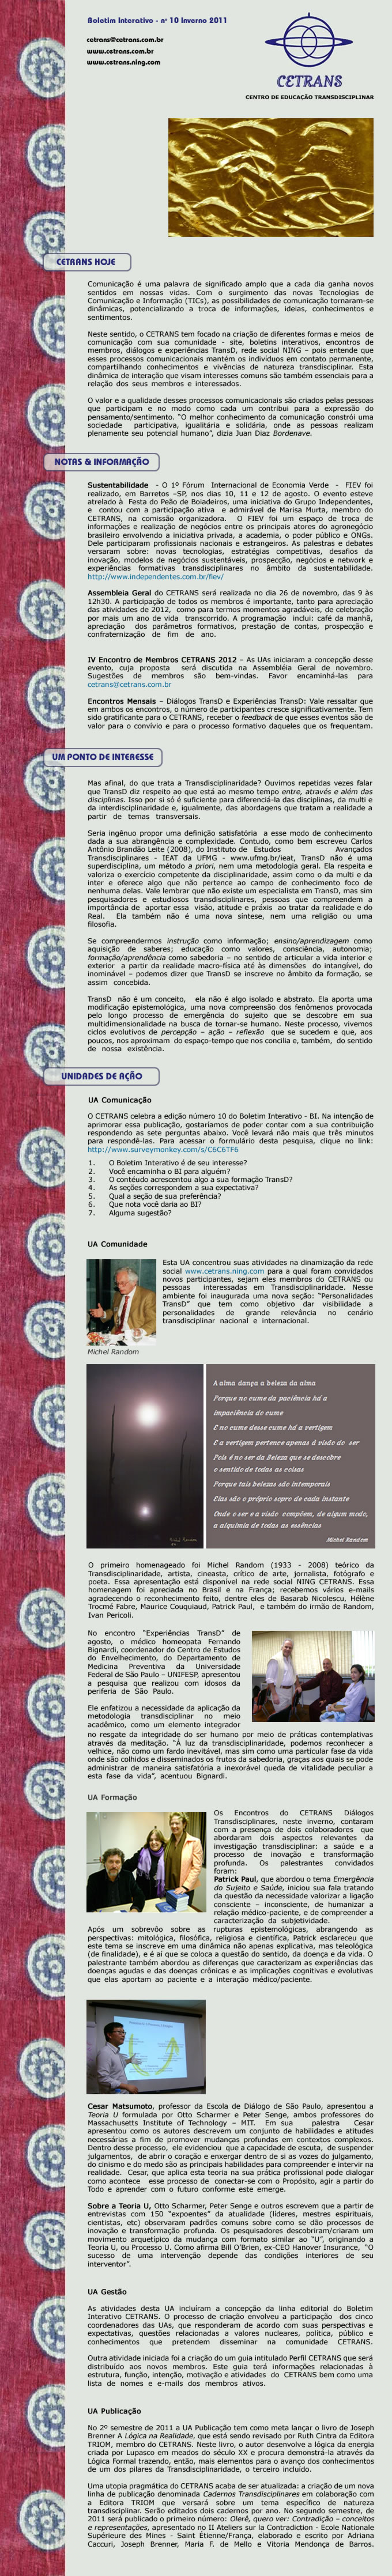 Boletim Interativo - nº 10 Inverno 2011
cetrans@cetrans.com.br
www.cetrans.com.br
www.cetrans.ning.com
CETRANS
CENTRO DE EDUCAÇÃO TRANSDISCIPLINAR
CETRANS HOJE
Comunicação é uma palavra de significado amplo que a cada dia ganha novos
sentidos em nossas vidas. Com o surgimento das novas Tecnologias de
Comunicação e Informação (TICs), as possibilidades de comunicação tornaram-se
dinâmicas, potencializando a troca de informações, ideias, conhecimentos e
sentimentos.
Neste sentido, o CETRANS tem focado na criação de diferentes formas e meios de
comunicação com sua comunidade - site, boletins interativos, encontros de
membros, diálogos e experiências TransD, rede social NING – pois entende que
esses processos comunicacionais mantém os indivíduos em contato permanente,
compartilhando conhecimentos e vivências de natureza transdisciplinar. Esta
dinâmica de interação que visam interesses comuns são também essenciais para a
relação dos seus membros e interessados.
O valor e a qualidade desses processos comunicacionais são criados pelas pessoas
que participam e no modo como cada um contribui para a expressão do
pensamento/sentimento. "O melhor conhecimento da comunicação constrói uma
sociedade participativa, igualitária e solidária, onde as pessoas realizam
plenamente seu potencial humano", dizia Juan Diaz Bordenave.
NOTAS & INFORMAÇÃO
Sustentabilidade - O 1º Fórum Internacional de Economia Verde - FIEV foi
realizado, em Barretos –SP, nos dias 10, 11 e 12 de agosto. O evento esteve
atrelado à Festa do Peão de Boiadeiro, uma iniciativa do Grupo Independentes,
e contou com a participação ativa e admirável de Marisa Murta, membro do
CETRANS, na comissão organizadora. O FIEV foi um espaço de troca de
informações e realização de negócios entre os principais atores do agronegócio
brasileiro envolvendo a iniciativa privada, a academia, o poder público e ONGs.
Dele participaram profissionais nacionais e estrangeiros. As palestras e debates
versaram sobre: novas tecnologias, estratégias competitivas, desafios da
inovação, modelos de negócios sustentáveis, prospecção, negócios e network e
experiências formativas transdisciplinares no âmbito da sustentabilidade.
http://www.independentes.com.br/fiev/
Assembleia Geral do CETRANS será realizada no dia 26 de novembro, das 9 às
12h30. A participação de todos os membros é importante, tanto para apreciação
das atividades de 2012, como para termos momentos agradáveis, de celebração
por mais um ano de vida transcorrido. A programação inclui: café da manhã,
apreciação dos parâmetros formativos, prestação de contas, prospecção e
confraternização de fim de ano.
IV Encontro de Membros CETRANS 2012 – As UAs iniciaram a concepção desse
evento, cuja proposta será discutida na Assembléia Geral de novembro.
Sugestões de membros são bem-vindas. Favor encaminhá-las para
cetrans@cetrans.com.br
Encontros Mensais – Diálogos TransD e Experiências TransD: Vale ressaltar que
em ambos os encontros, o número de participantes cresce significativamente. Tem
sido gratificante para o CETRANS, receber o feedback de que esses eventos são de
valor para o convívio e para o processo formativo daqueles que os frequentam.
UM PONTO DE INTERESSE
Mas afinal, do que trata a Transdisciplinaridade? Ouvimos repetidas vezes falar
que TransD diz respeito ao que está ao mesmo tempo entre, através e além das
disciplinas. Isso por si só é suficiente para diferenciá-la das disciplinas, da multi e
da interdisciplinaridade e, igualmente, das abordagens que tratam a realidade a
partir de temas transversais.
Seria ingênuo propor uma definição satisfatória a esse modo de conhecimento
dada a sua abrangência e complexidade. Contudo, como bem escreveu Carlos
Antônio Brandão Leite (2008), do Instituto de Estudos Avançados
Transdisciplinares - IEAT da UFMG - www.ufmg.br/ieat, TransD não é uma
superdisciplina, um método a priori, nem uma metodologia geral. Ela respeita e
valoriza o exercício competente da disciplinaridade, assim como o da multi e da
inter e oferece algo que não pertence ao campo de conhecimento foco de
nenhuma delas. Vale lembrar que não existe um especialista em TransD, mas sim
pesquisadores e estudiosos transdisciplinares, pessoas que compreendem a
importância de aportar essa visão, atitude e práxis ao tratar da realidade e do
Real. Ela também não é uma nova síntese, nem uma religião ou uma
filosofia.
Se compreendermos instrução como informação; ensino/aprendizagem como
aquisição de saberes; educação como valores, consciência, autonomia;
formação/aprendência como sabedoria – no sentido de articular a vida interior e
exterior a partir da realidade macro-física até às dimensões do intangível, do
inominável – podemos dizer que TransD se inscreve no âmbito da formação, se
assim concebida.
TransD não é um conceito, ela não é algo isolado e abstrato. Ela aporta uma
modificação epistemológica, uma nova compreensão dos fenômenos provocada
pelo longo processo de emergência do sujeito que se descobre em sua
multidimensionalidade na busca de tornar-se humano. Neste processo, vivemos
ciclos evolutivos de percepção – ação – reflexão que se sucedem e que, aos
poucos, nos aproximam do espaço-tempo que nos concilia e, também, do sentido
de nossa existência.
UNIDADES DE AÇÃO
UA Comunicação
O CETRANS celebra a edição número 10 do Boletim Interativo - BI. Na intenção de
aprimorar essa publicação, gostaríamos de poder contar com a sua contribuição
respondendo as sete perguntas abaixo. Você levará não mais que três minutos
para respondê-las. Para acessar o formulário desta pesquisa, clique no link:
http://www.surveymonkey.com/s/C6C6TF6
1. O Boletim Interativo é de seu interesse?
2. Você encaminha o BI para alguém?
3. O conteúdo acrescentou algo a sua formação TransD?
4. As seções correspondem a sua expectativa?
5. Qual a seção de sua preferência?
6. Que nota você daria ao BI?
7. Alguma sugestão?
UA Comunidade
Esta UA concentrou suas atividades na dinamização da rede
social www.cetrans.ning.com para a qual foram convidados
novos participantes, sejam eles membros do CETRANS ou
pessoas interessadas em Transdisciplinaridade. Nesse
ambiente foi inaugurada uma nova seção: "Personalidades
TransD" que tem como objetivo dar visibilidade a
personalidades de grande relevância no cenário
transdisciplinar nacional e internacional.
Michel Random
A alma dança a beleza da alma
Porque no cume da paciência há a
impaciência do cume
E no cume desse cume há a vertigem
E a vertigem pertence apenas à visão do ser
Pois é no ser da Beleza que se descobre
o sentido de todas as coisas
Porque tais belezas são intemporais
Elas são o próprio sopro de cada instante
Onde o ser e a visão compõem, de algum modo,
a alquimia de todas as essências
Michel Random
O primeiro homenageado foi Michel Random (1933 - 2008) teórico da
Transdisciplinaridade, artista, cineasta, crítico de arte, jornalista, fotógrafo e
poeta. Essa apresentação está disponível na rede social NING CETRANS. Essa
homenagem foi apreciada no Brasil e na França; recebemos vários e-mails
agradecendo o reconhecimento feito, dentre eles de Basarab Nicolescu, Hélène
Trocmé Fabre, Maurice Couquiaud, Patrick Paul, e também do irmão de Random,
Ivan Pericoli.
No encontro "Experiências TransD" de
agosto, o médico homeopata Fernando
Bignardi, coordenador do Centro de Estudos
do Envelhecimento, do Departamento de
Medicina Preventiva da Universidade
Federal de São Paulo – UNIFESP, apresentou
a pesquisa que realizou com idosos da
periferia de São Paulo.
Ele enfatizou a necessidade da aplicação da
metodologia transdisciplinar no meio
acadêmico, como um elemento integrador
no resgate da integridade do ser humano por meio de práticas contemplativas
através da meditação. "À luz da transdisciplinaridade, podemos reconhecer a
velhice, não como um fardo inevitável, mas sim como uma particular fase da vida
onde são colhidos e disseminados os frutos da sabedoria, graças aos quais se pode
administrar de maneira satisfatória a inexorável queda de vitalidade peculiar a
esta fase da vida", acentuou Bignardi.
UA Formação
Os Encontros do CETRANS Diálogos
Transdisciplinares, neste inverno, contaram
com a presença de dois colaboradores que
abordaram dois aspectos relevantes da
investigação transdisciplinar: a saúde e a
processo de inovação e transformação
profunda. Os palestrantes convidados
foram:
Patrick Paul, que abordou o tema Emergência
do Sujeito e Saúde, iniciou sua fala tratando
da questão da necessidade valorizar a ligação
consciente – inconsciente, de humanizar a
relação médico-paciente, e de compreender a
caracterização da subjetividade.
Após um sobrevôo sobre as rupturas epistemológicas, abrangendo as
perspectivas: mitológica, filosófica, religiosa e científica, Patrick esclareceu que
este tema se inscreve em uma dinâmica não apenas explicativa, mas teleológica
(de finalidade), e é aí que se coloca a questão do sentido, da doença e da vida. O
palestrante também abordou as diferenças que caracterizam as experiências das
doenças agudas e das doenças crônicas e as implicações cognitivas e evolutivas
que elas aportam ao paciente e a interação médico/paciente.
Cesar Matsumoto, professor da Escola de Diálogo de São Paulo, apresentou a
Teoria U formulada por Otto Scharmer e Peter Senge, ambos professores do
Massachusetts Institute of Technology – MIT. Em sua palestra Cesar
apresentou como os autores descrevem um conjunto de habilidades e atitudes
necessárias a fim de promover mudanças profundas em contextos complexos.
Dentro desse processo, ele evidenciou que a capacidade de escuta, de suspender
julgamentos, de abrir o coração e enxergar dentro de si as vozes do julgamento,
do cinismo e do medo são as principais habilidades para compreender e intervir na
realidade. Cesar, que aplica esta teoria na sua prática profissional pode dialogar
como acontece esse processo de conectar-se com o Propósito, agir a partir do
Todo e aprender com o futuro conforme este emerge.
Sobre a Teoria U, Otto Scharmer, Peter Senge e outros escrevem que a partir de
entrevistas com 150 "expoentes" da atualidade (líderes, mestres espirituais,
cientistas, etc) observaram padrões comuns sobre como se dão processos de
inovação e transformação profunda. Os pesquisadores descobriram/criaram um
movimento arquetípico da mudança com formato similar ao "U", originando a
Teoria U, ou Processo U. Como afirma Bill O'Brien, ex-CEO Hanover Insurance, "O
sucesso de uma intervenção depende das condições interiores de seu
interventor".
UA Gestão
As atividades desta UA incluíram a concepção da linha editorial do Boletim
Interativo CETRANS. O processo de criação envolveu a participação dos cinco
coordenadores das UAs, que responderam de acordo com suas perspectivas e
expectativas, questões relacionadas a valores nucleares, política, público e
conhecimentos que pretendem disseminar na comunidade CETRANS.
Outra atividade iniciada foi a criação de um guia intitulado Perfil CETRANS que será
distribuído aos novos membros. Este guia terá informações relacionadas à
estrutura, função, intenção, motivação e atividades do CETRANS bem como uma
lista de nomes e e-mails dos membros ativos.
UA Publicação
No 2º semestre de 2011 a UA Publicação tem como meta lançar o livro de Joseph
Brenner A Lógica na Realidade, que está sendo revisado por Ruth Cintra da Editora
TRIOM, membro do CETRANS. Neste livro, o autor desenvolve a lógica da energia
criada por Lupasco em meados do século XX e procura demonstrá-la através da
Lógica Formal trazendo, então, mais elementos para o avanço dos conhecimentos
de um dos pilares da Transdisciplinaridade, o terceiro incluído.
Uma utopia pragmática do CETRANS acaba de ser atualizada: a criação de um nova
linha de publicação denominada Cadernos Transdisciplinares em colaboração com
a Editora TRIOM que versará sobre um tema específico de natureza
transdisciplinar. Serão editados dois cadernos por ano. No segundo semestre, de
2011 será publicado o primeiro número: Olerê, quero ver: Contradição – conceitos
e representações, apresentado no II Ateliers sur la Contradiction - Ecole Nationale
Supérieure des Mines - Saint Étienne/França, elaborado e escrito por Adriana
Caccuri, Joseph Brenner, Maria F. de Mello e Vitoria Mendonça de Barros.